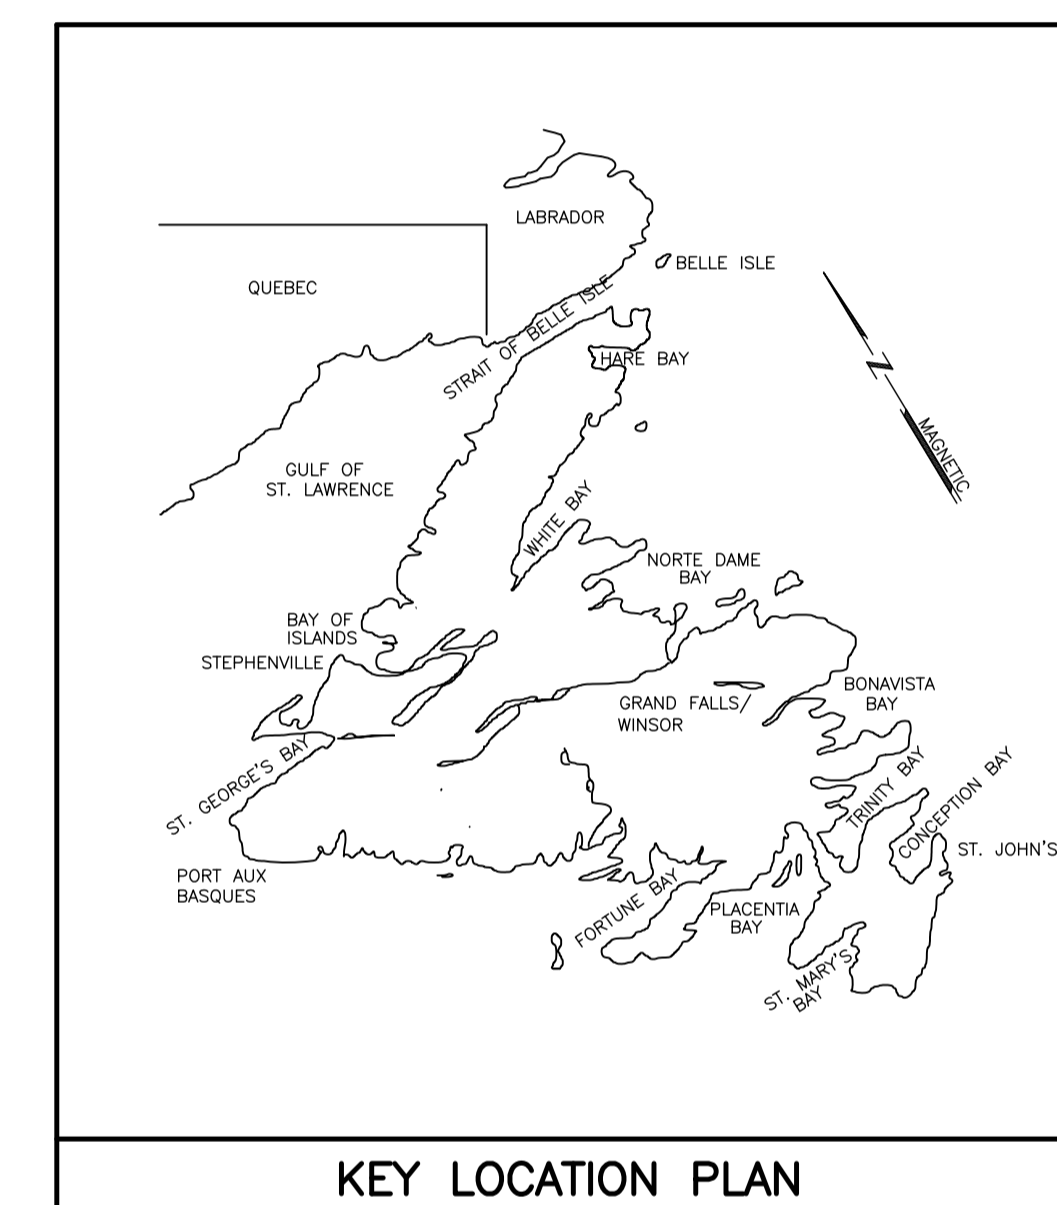 LABRADOR
BELLE ISLE
QUEBEC
STRAIT OF BELLE ISLE
HARE BAY
N
MAGNETIC
GULF OF
ST. LAWRENCE
WHITE BAY
NORTE DAME
BAY
BAY OF
ISLANDS
STEPHENVILLE
GRAND FALLS/
WINSOR
BONAVISTA
BAY
ST. GEORGE'S BAY
TRINITY BAY
CONCEPTION BAY
ST. JOHN'S
PORT AUX
BASQUES
FORTUNE BAY
PLACENTIA
BAY
ST. MARY'S
BAY
KEY LOCATION PLAN